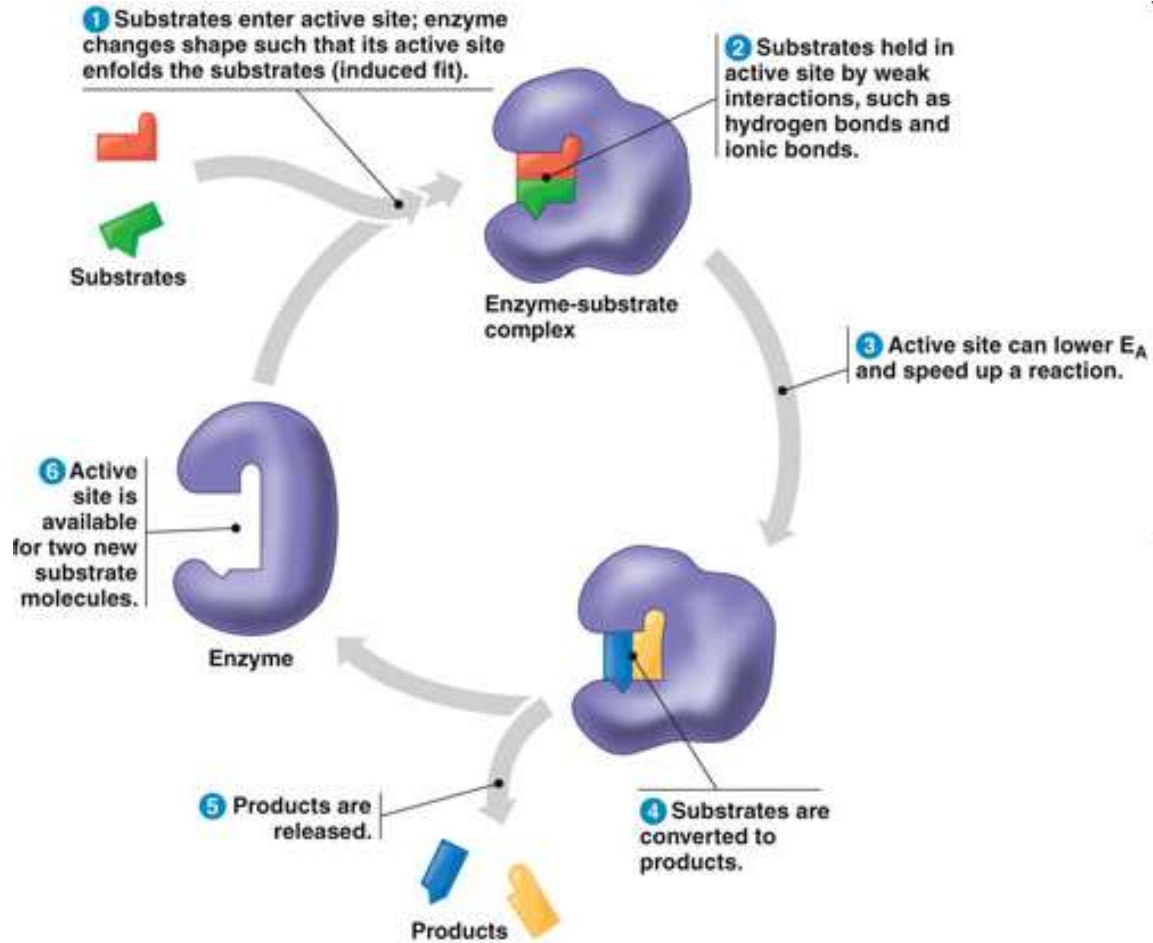 1 Substrates enter active site; enzyme
changes shape such that its active site
enfolds the substrates (induced fit).
2 Substrates held in
active site by weak
interactions, such as
hydrogen bonds and
ionic bonds.
Substrates
Enzyme-substrate
complex
3 Active site can lower EA
and speed up a reaction.
6 Active
site is
available
for two new
substrate
molecules.
Enzyme
5 Products are
released.
4 Substrates are
converted to
products.
Products